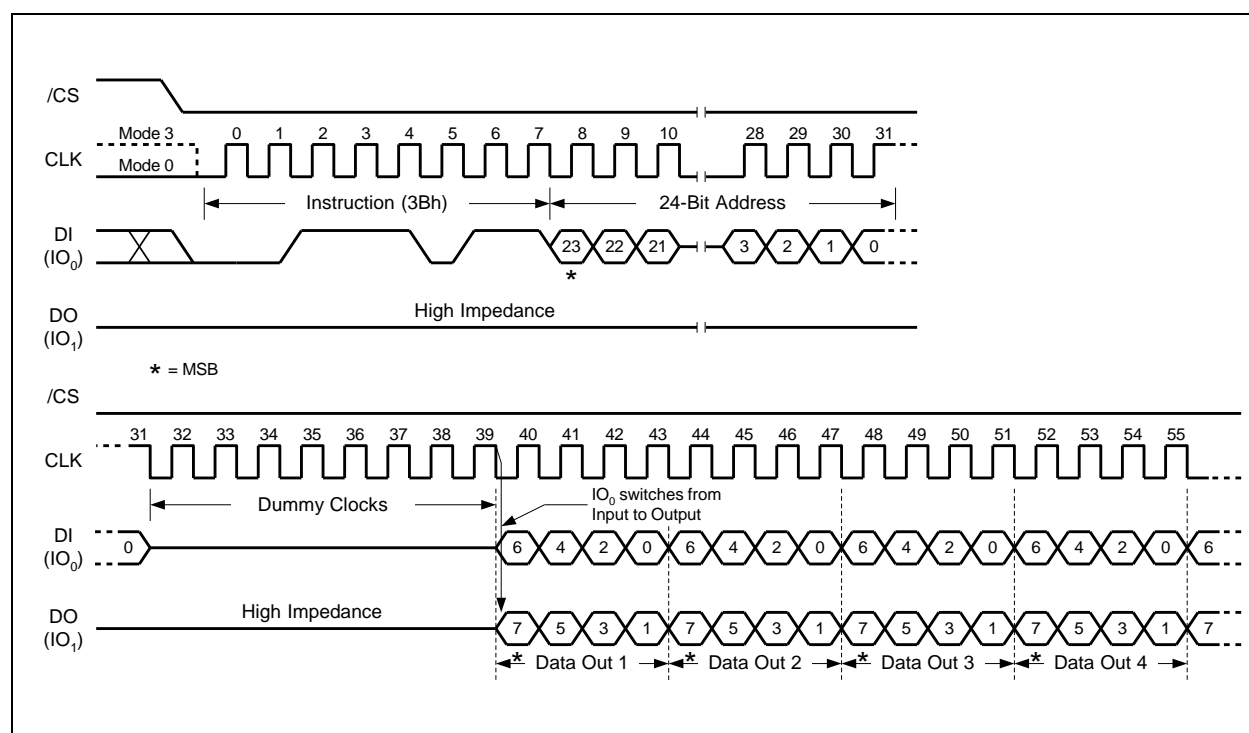 /CS
Mode 3
0 1 2 3 4 5 6 7 8 9 10 28 29 30 31
CLK
Mode 0
Instruction (3Bh) 24-Bit Address
DI
(IO0)
23 22 21 3 2 1 0
*
DO
(IO1)
High Impedance
* = MSB
/CS
31 32 33 34 35 36 37 38 39 40 41 42 43 44 45 46 47 48 49 50 51 52 53 54 55
CLK
Dummy Clocks
IO0 switches from
Input to Output
DI
(IO0)
0 6 4 2 0 6 4 2 0 6 4 2 0 6 4 2 0 6
DO
(IO1)
High Impedance
7 5 3 1 7 5 3 1 7 5 3 1 7 5 3 1 7
* Data Out 1 * Data Out 2 * Data Out 3 * Data Out 4